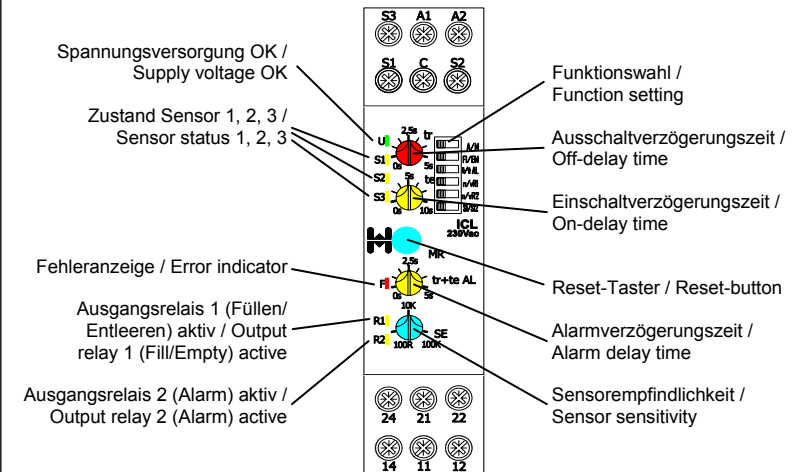 S3 A1 A2
S1 C S2
Spannungsversorgung OK /
Supply voltage OK
Zustand Sensor 1, 2, 3 /
Sensor status 1, 2, 3
Fehleranzeige / Error indicator
Ausgangsrelais 1 (Füllen/
Entleeren) aktiv / Output
relay 1 (Fill/Empty) active
Ausgangsrelais 2 (Alarm) aktiv /
Output relay 2 (Alarm) active
U
S1
S2
S3
2,5s tr
0s 5s
5s te
0s 10s
ICL
230Vac
MR
F
2,5s
tr+te AL
0s 5s
R1
R2
10K
SE
100R 100K
Funktionswahl /
Function setting
Ausschaltverzögerungszeit /
Off-delay time
Einschaltverzögerungszeit /
On-delay time
Reset-Taster / Reset-button
Alarmverzögerungszeit /
Alarm delay time
Sensorempfindlichkeit /
Sensor sensitivity
24 21 22
14 11 12